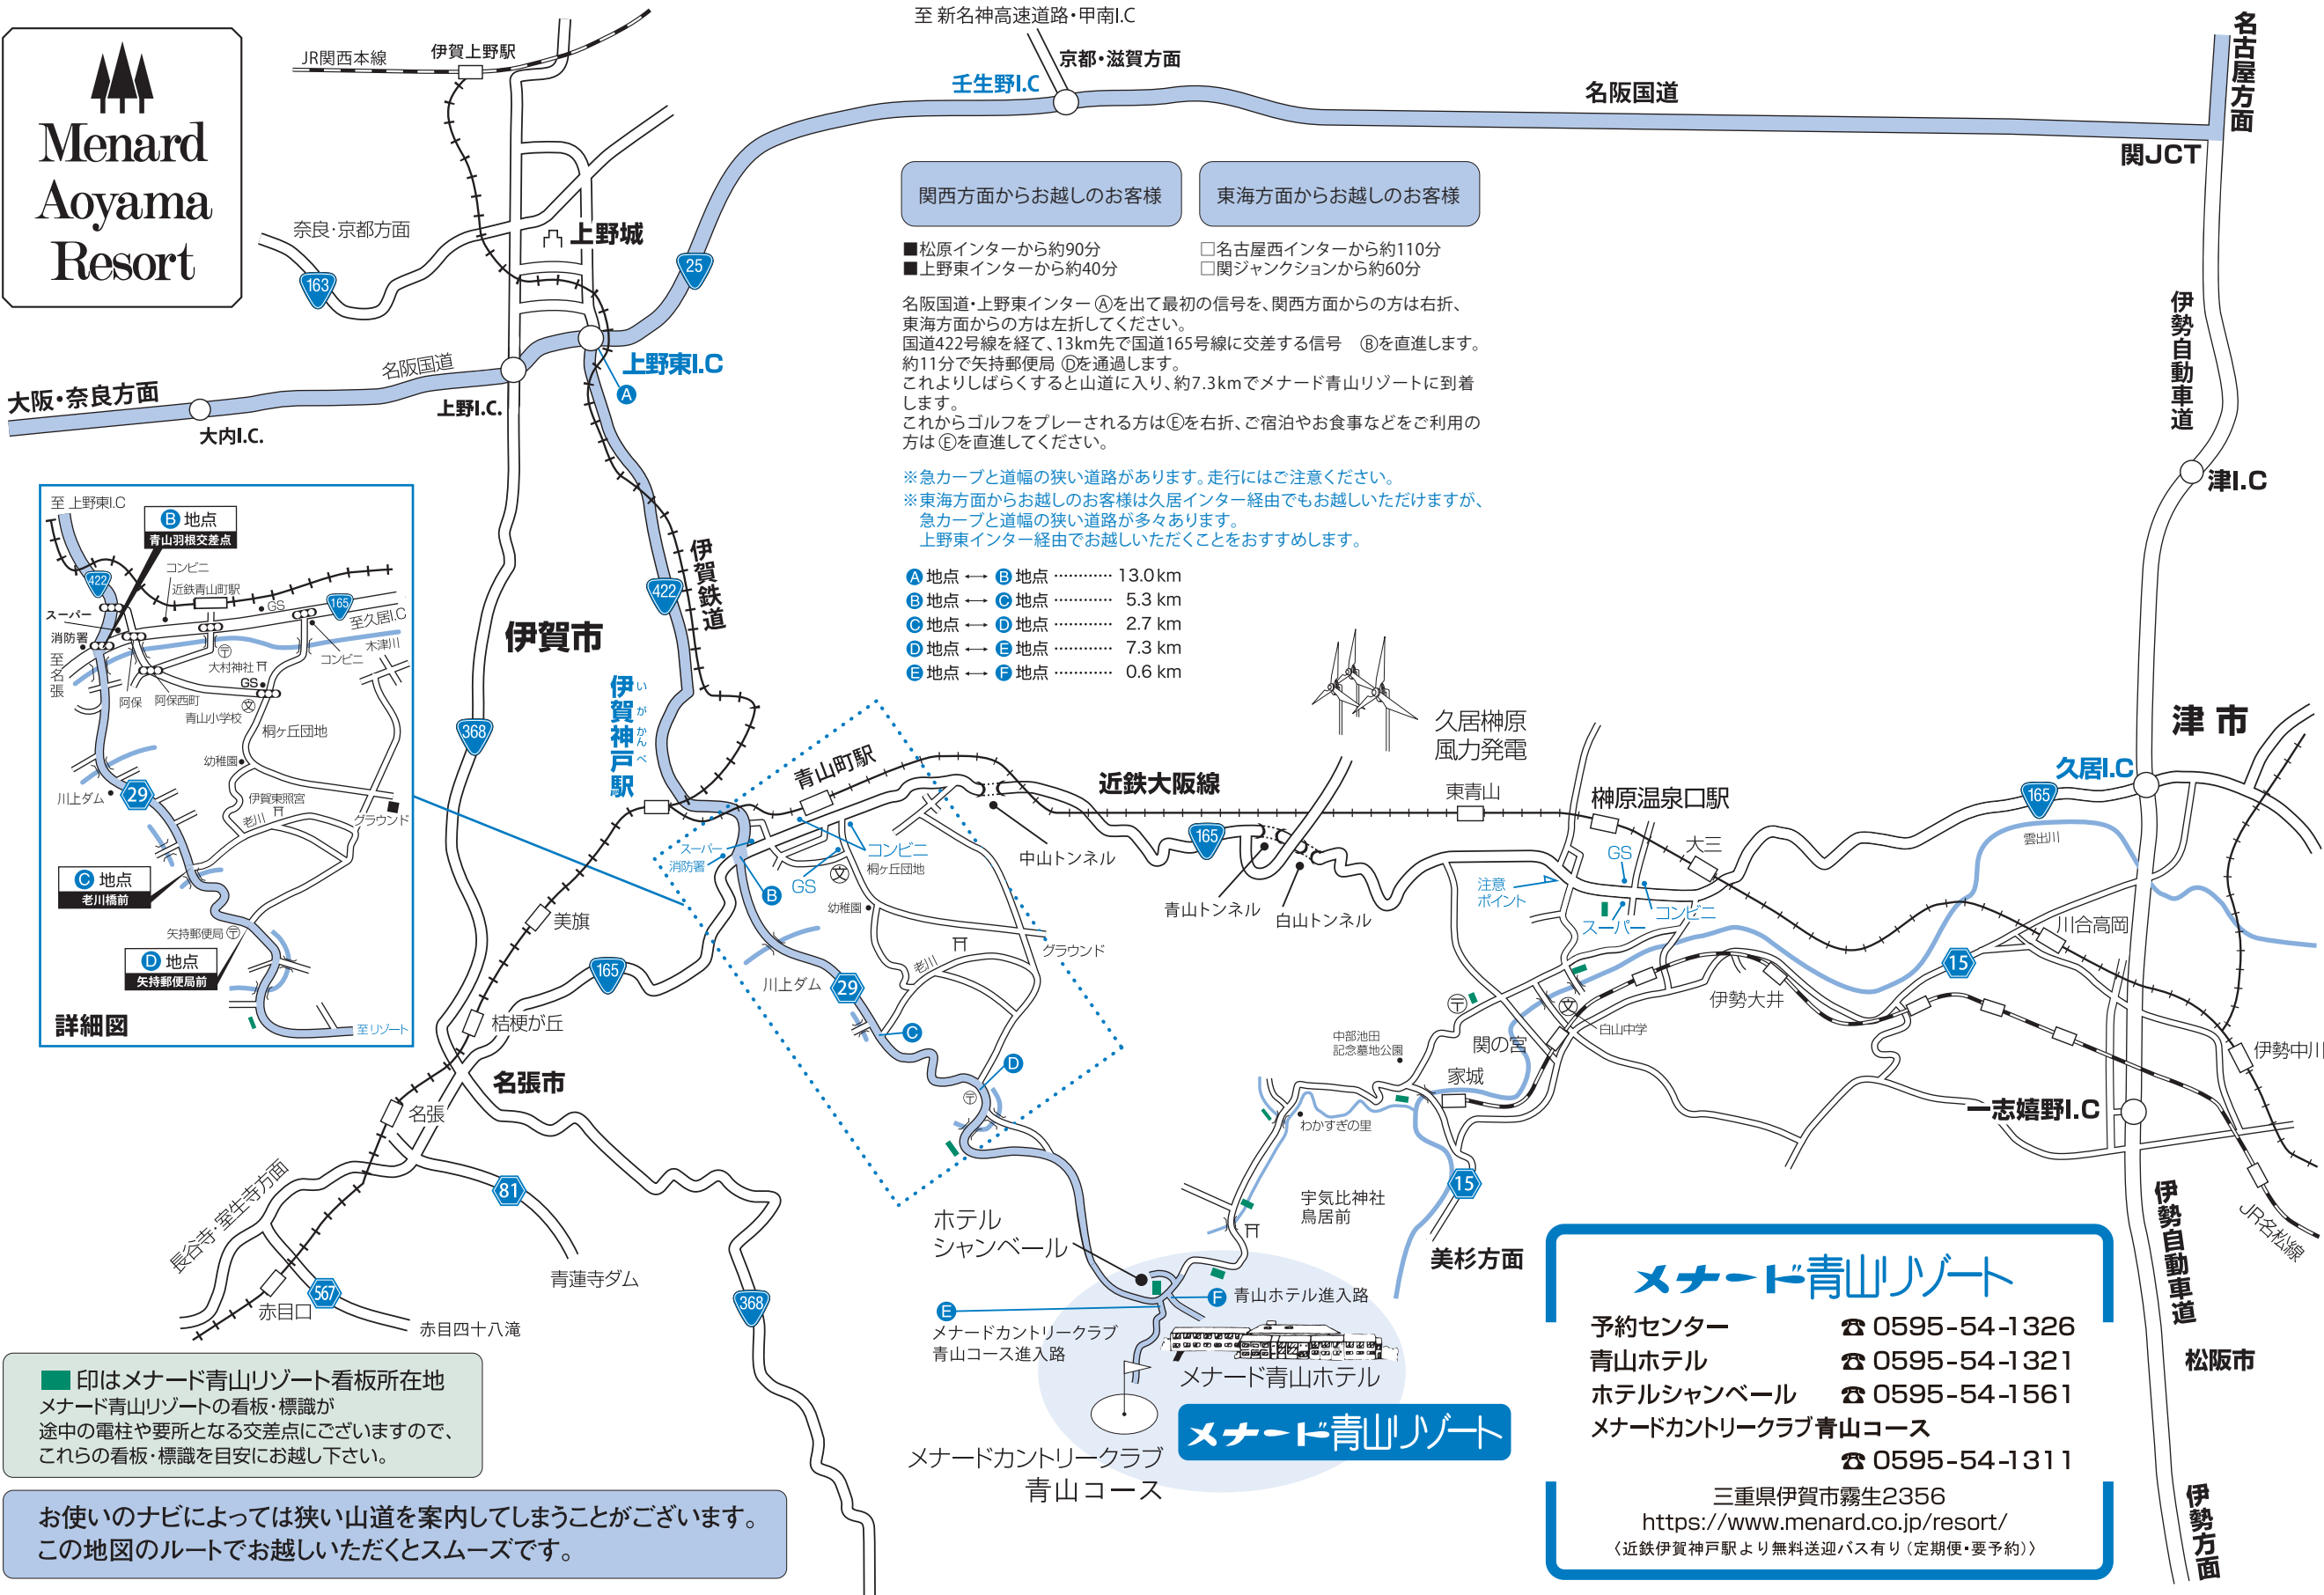 Menard
Aoyama
Resort
至 新名神高速道路・甲南I.C
京都・滋賀方面
壬生野I.C
名阪国道
名古屋方面
関JCT
JR関西本線
伊賀上野駅
奈良・京都方面
163
上野城
25
名阪国道
上野東I.C
A
大阪・奈良方面
大内I.C.
上野I.C.
関西方面からお越しのお客様
東海方面からお越しのお客様
■松原インターから約90分
■上野東インターから約40分
□名古屋西インターから約110分
□関ジャンクションから約60分
名阪国道・上野東インター Ⓐを出て最初の信号を、関西方面からの方は右折、
東海方面からの方は左折してください。
国道422号線を経て、13km先で国道165号線に交差する信号　Ⓑを直進します。
約11分で矢持郵便局 Ⓓを通過します。
これよりしばらくすると山道に入り、約7.3kmでメナード青山リゾートに到着
します。
これからゴルフをプレーされる方はⒺを右折、ご宿泊やお食事などをご利用の
方は Ⓔを直進してください。
※急カーブと道幅の狭い道路があります。走行にはご注意ください。
※東海方面からお越しのお客様は久居インター経由でもお越しいただけますが、
急カーブと道幅の狭い道路が多々あります。
上野東インター経由でお越しいただくことをおすすめします。
A 地点 ←→ B 地点 ………… 13.0km
B 地点 ←→ C 地点 ………… 5.3 km
C 地点 ←→ D 地点 ………… 2.7 km
D 地点 ←→ E 地点 ………… 7.3 km
E 地点 ←→ F 地点 ………… 0.6 km
伊勢自動車道
津I.C
津市
久居I.C
165
雲出川
至 上野東I.C
B 地点
青山羽根交差点
コンビニ
近鉄青山町駅
422
GS
165
至久居I.C
スーパー
消防署
至名張
〒
大村神社
コンビニ
木津川
GS
阿保
阿保西町
青山小学校
文
桐ケ丘団地
幼稚園
川上ダム
29
伊賀東照宮
老川
グラウンド
C 地点
老川橋前
矢持郵便局
〒
D 地点
矢持郵便局前
詳細図
至リゾート
伊賀鉄道
422
伊賀市
伊賀神戸駅
いがかんべ
368
青山町駅
近鉄大阪線
久居榊原
風力発電
東青山
榊原温泉口駅
大三
GS
注意
ポイント
スーパー
コンビニ
中山トンネル
165
青山トンネル
白山トンネル
スーパー
消防署
B
GS
文
コンビニ
桐ケ丘団地
幼稚園
グラウンド
老川
川上ダム
29
C
D
〒
美旗
165
桔梗が丘
名張市
名張
長谷寺・室生寺方面
81
青蓮寺ダム
567
赤目口
赤目四十八滝
368
川合高岡
15
伊勢大井
〒
文
白山中学
関の宮
中部池田
記念墓地公園
家城
伊勢中川
一志嬉野I.C
わかすぎの里
15
宇気比神社
鳥居前
美杉方面
JR名松線
伊勢自動車道
松阪市
伊勢方面
ホテル
シャンベール
E
メナードカントリークラブ
青山コース進入路
F
青山ホテル進入路
メナード青山ホテル
メナード青山リゾート
メナードカントリークラブ
青山コース
メナード青山リゾート
予約センター ☎ 0595-54-1326
青山ホテル ☎ 0595-54-1321
ホテルシャンベール ☎ 0595-54-1561
メナードカントリークラブ青山コース
☎ 0595-54-1311
三重県伊賀市霧生2356
https://www.menard.co.jp/resort/
〈近鉄伊賀神戸駅より無料送迎バス有り（定期便・要予約）〉
印はメナード青山リゾート看板所在地
メナード青山リゾートの看板・標識が
途中の電柱や要所となる交差点にございますので、
これらの看板・標識を目安にお越し下さい。
お使いのナビによっては狭い山道を案内してしまうことがございます。
この地図のルートでお越しいただくとスムーズです。